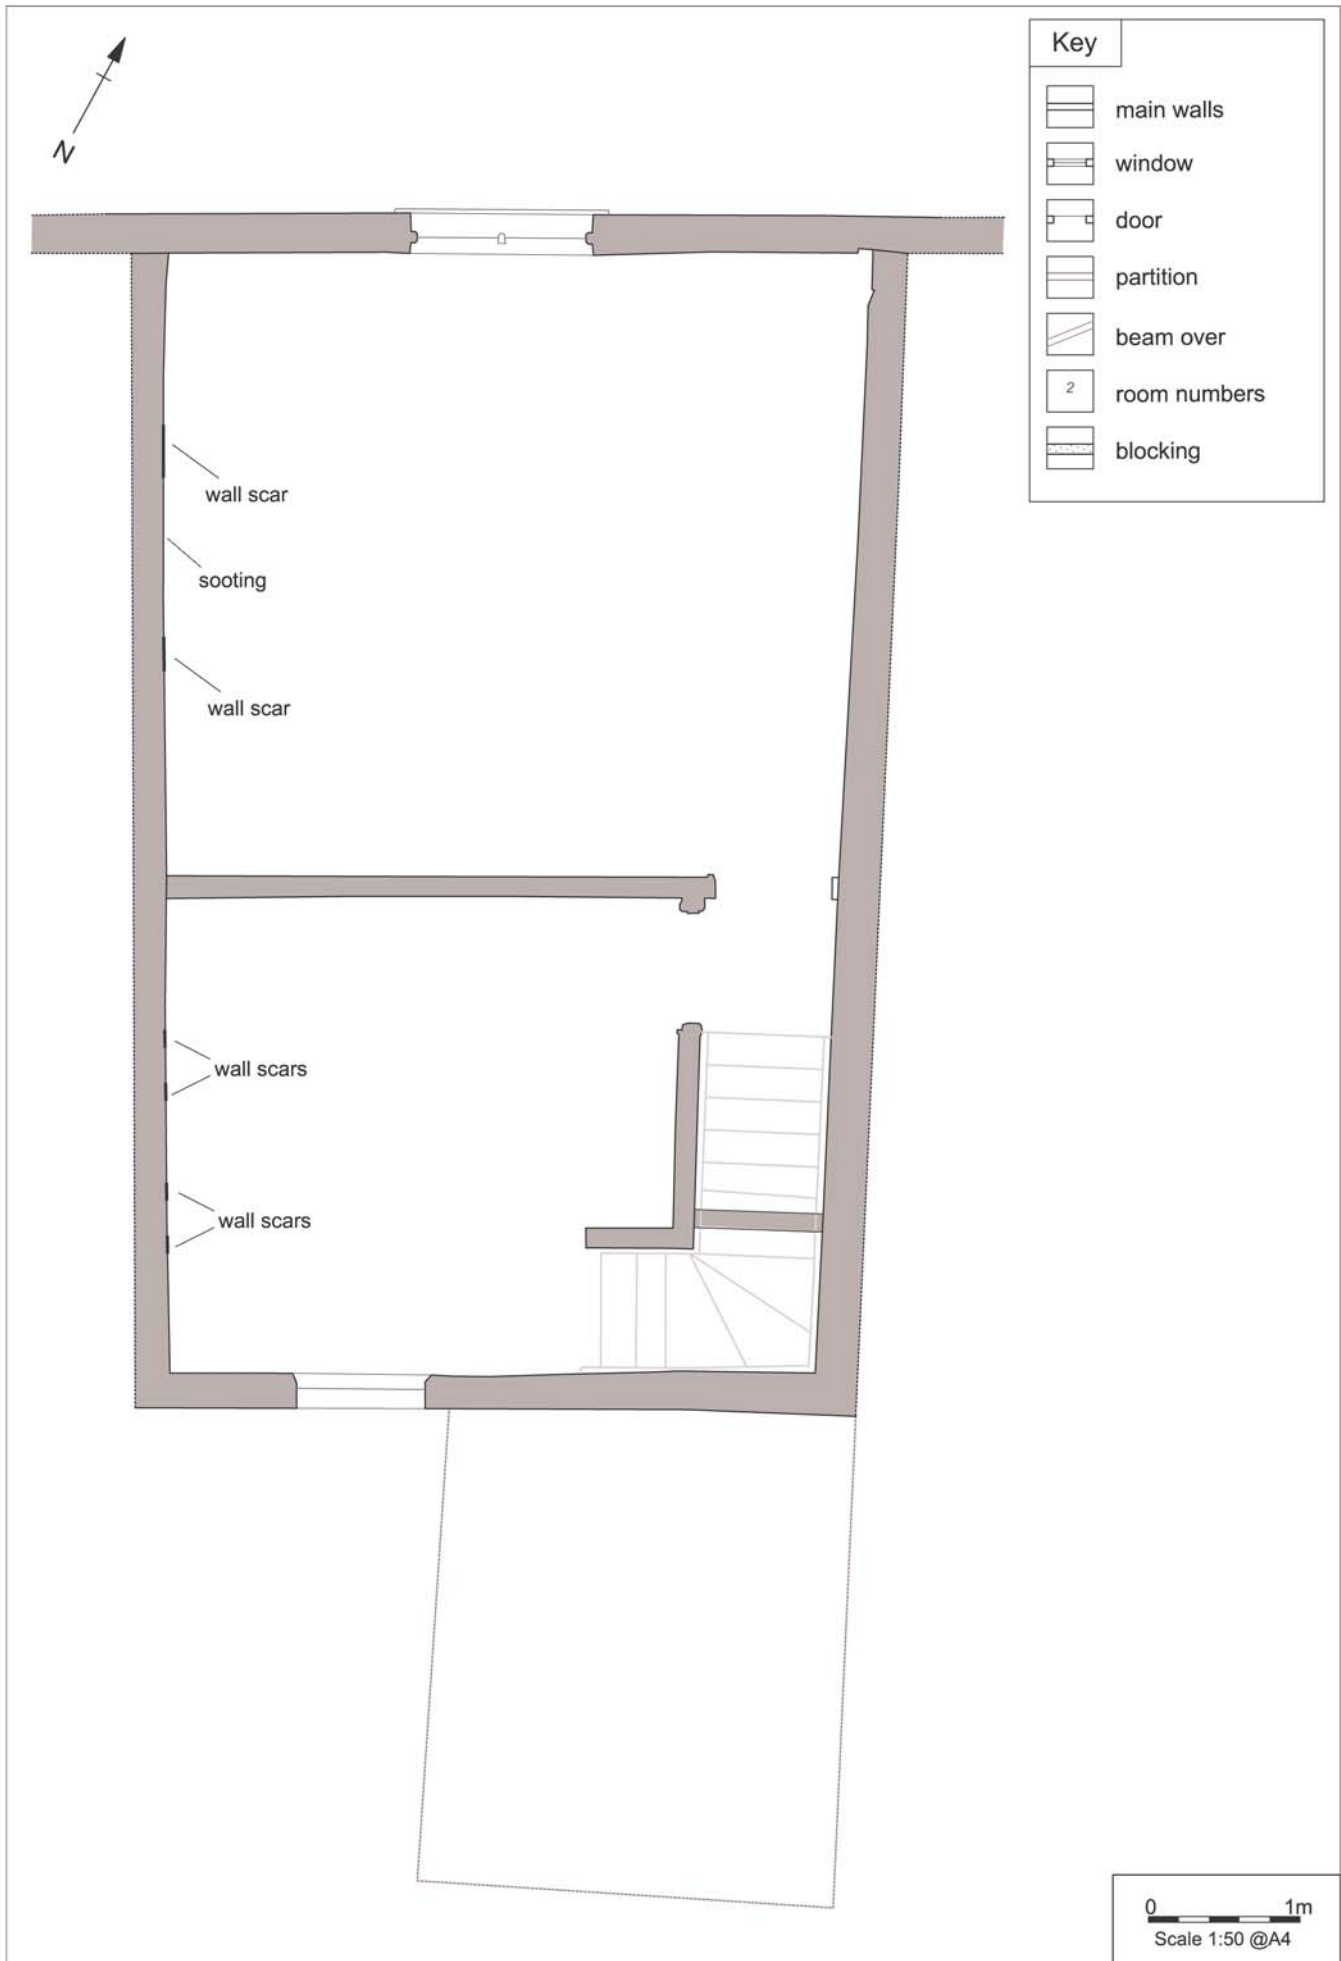 N
Key
main walls
window
door
partition
beam over
2
room numbers
blocking
wall scar
sooting
wall scar
wall scars
wall scars
0 1m
Scale 1:50 @A4